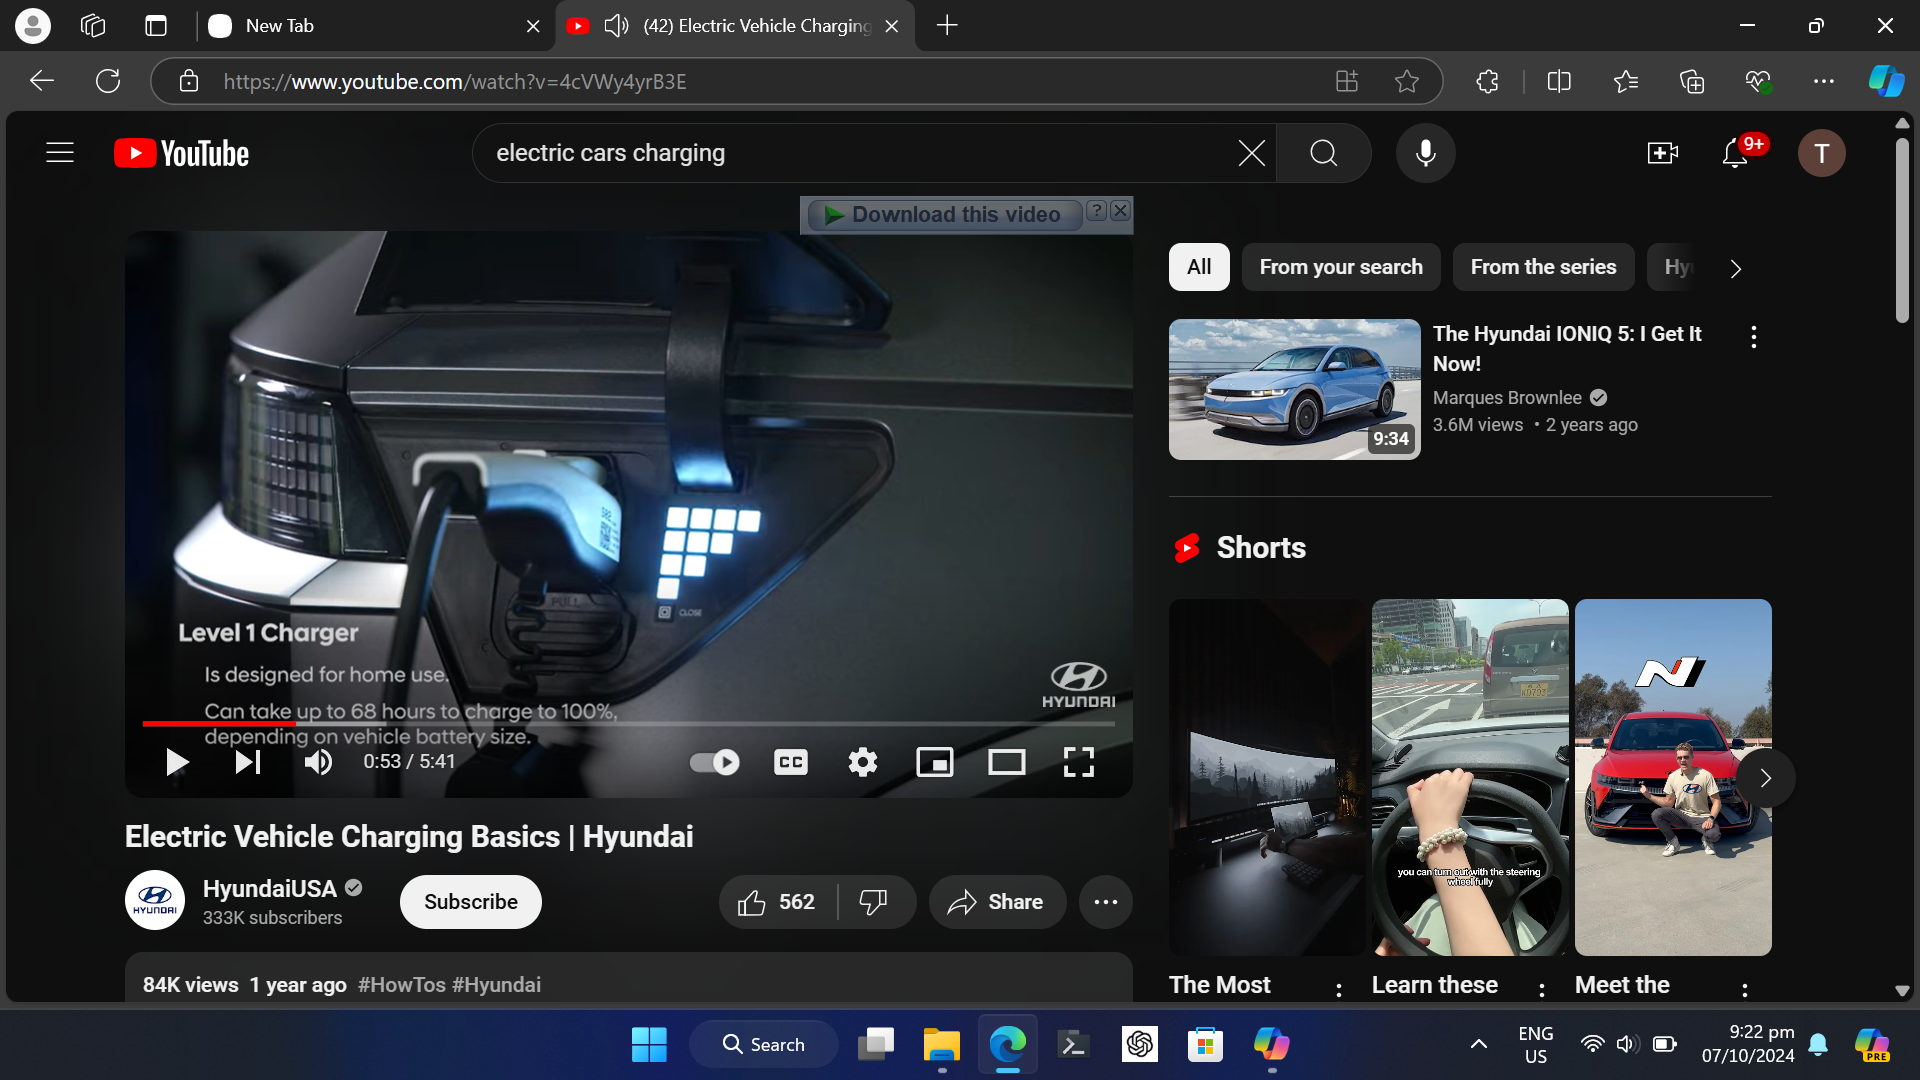 New Tab
(42) Electric Vehicle Charging
https://www.youtube.com/watch?v=4cVWy4yrB3E
YouTube
electric cars charging
9+
T
Download this video
?
All
From your search
From the series
Hyu
CLOSE
PULL
Level 1 Charger
Is designed for home use.
Can take up to 68 hours to charge to 100%,
depending on vehicle battery size.
HYUNDAI
0:53 / 5:41
CC
Electric Vehicle Charging Basics | Hyundai
HYUNDAI
HyundaiUSA
333K subscribers
Subscribe
562
Share
84K views 1 year ago #HowTos #Hyundai
9:34
The Hyundai IONIQ 5: I Get It
Now!
Marques Brownlee
3.6M views • 2 years ago
Shorts
you can turn out with the steering
wheel fully
N
The Most
Learn these
Meet the
Search
ENG
US
9:22 pm
07/10/2024
PRE